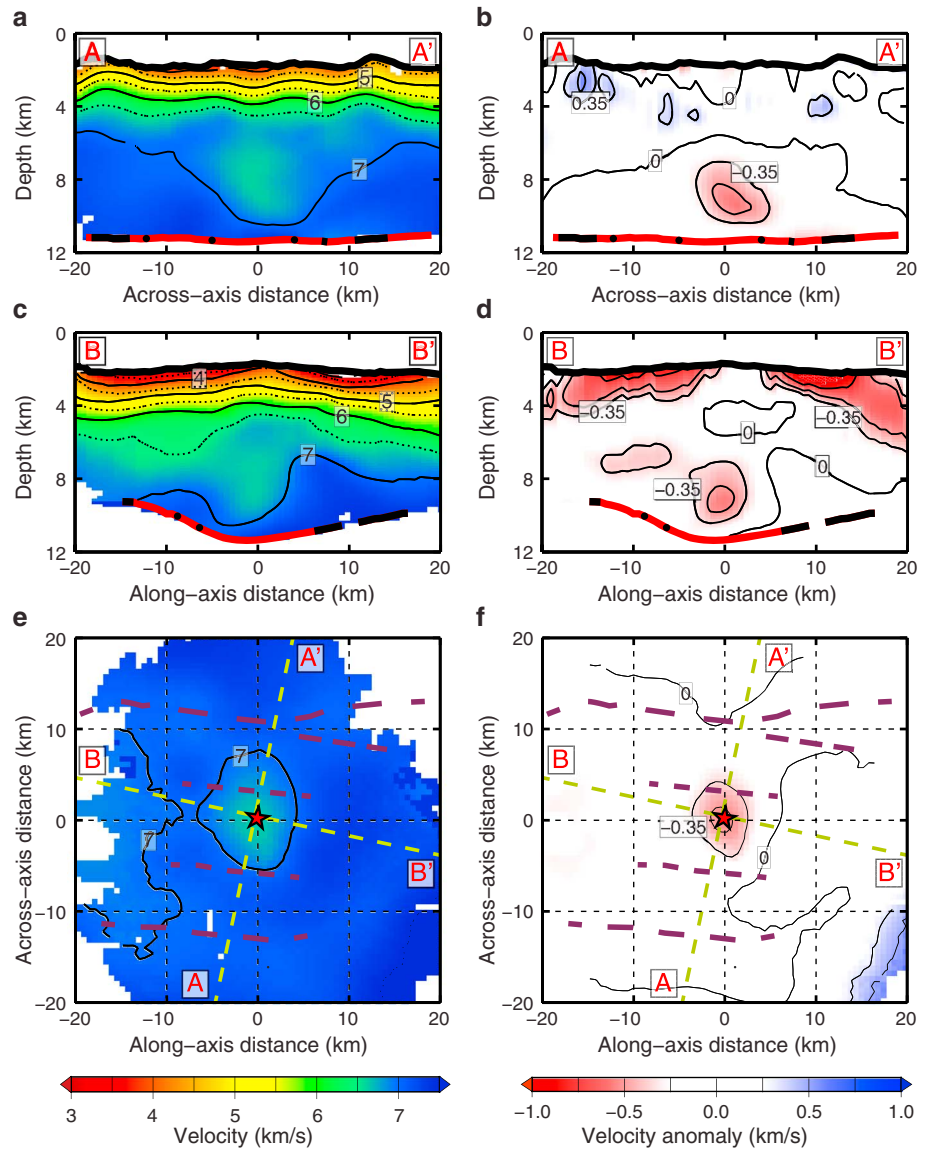 a
b
0
4
8
12
Depth (km)
A
A’
5
6
7
−20
−10
0
10
20
Across−axis distance (km)
0
4
8
12
Depth (km)
A
A’
0.35
0
0
−0.35
−20
−10
0
10
20
Across−axis distance (km)
c
d
0
4
8
12
Depth (km)
B
B’
4
5
6
7
−20
−10
0
10
20
Along−axis distance (km)
0
4
8
12
Depth (km)
B
B’
−0.35
−0.35
0
0
−0.35
−20
−10
0
10
20
Along−axis distance (km)
e
f
20
10
0
−10
−20
Across−axis distance (km)
A’
B
7
7
B’
A
−20
−10
0
10
20
Along−axis distance (km)
20
10
0
−10
−20
Across−axis distance (km)
A’
0
B
−0.35
0
B’
A
−20
−10
0
10
20
Along−axis distance (km)
3
4
5
6
7
Velocity (km/s)
−1.0
−0.5
0.0
0.5
1.0
Velocity anomaly (km/s)